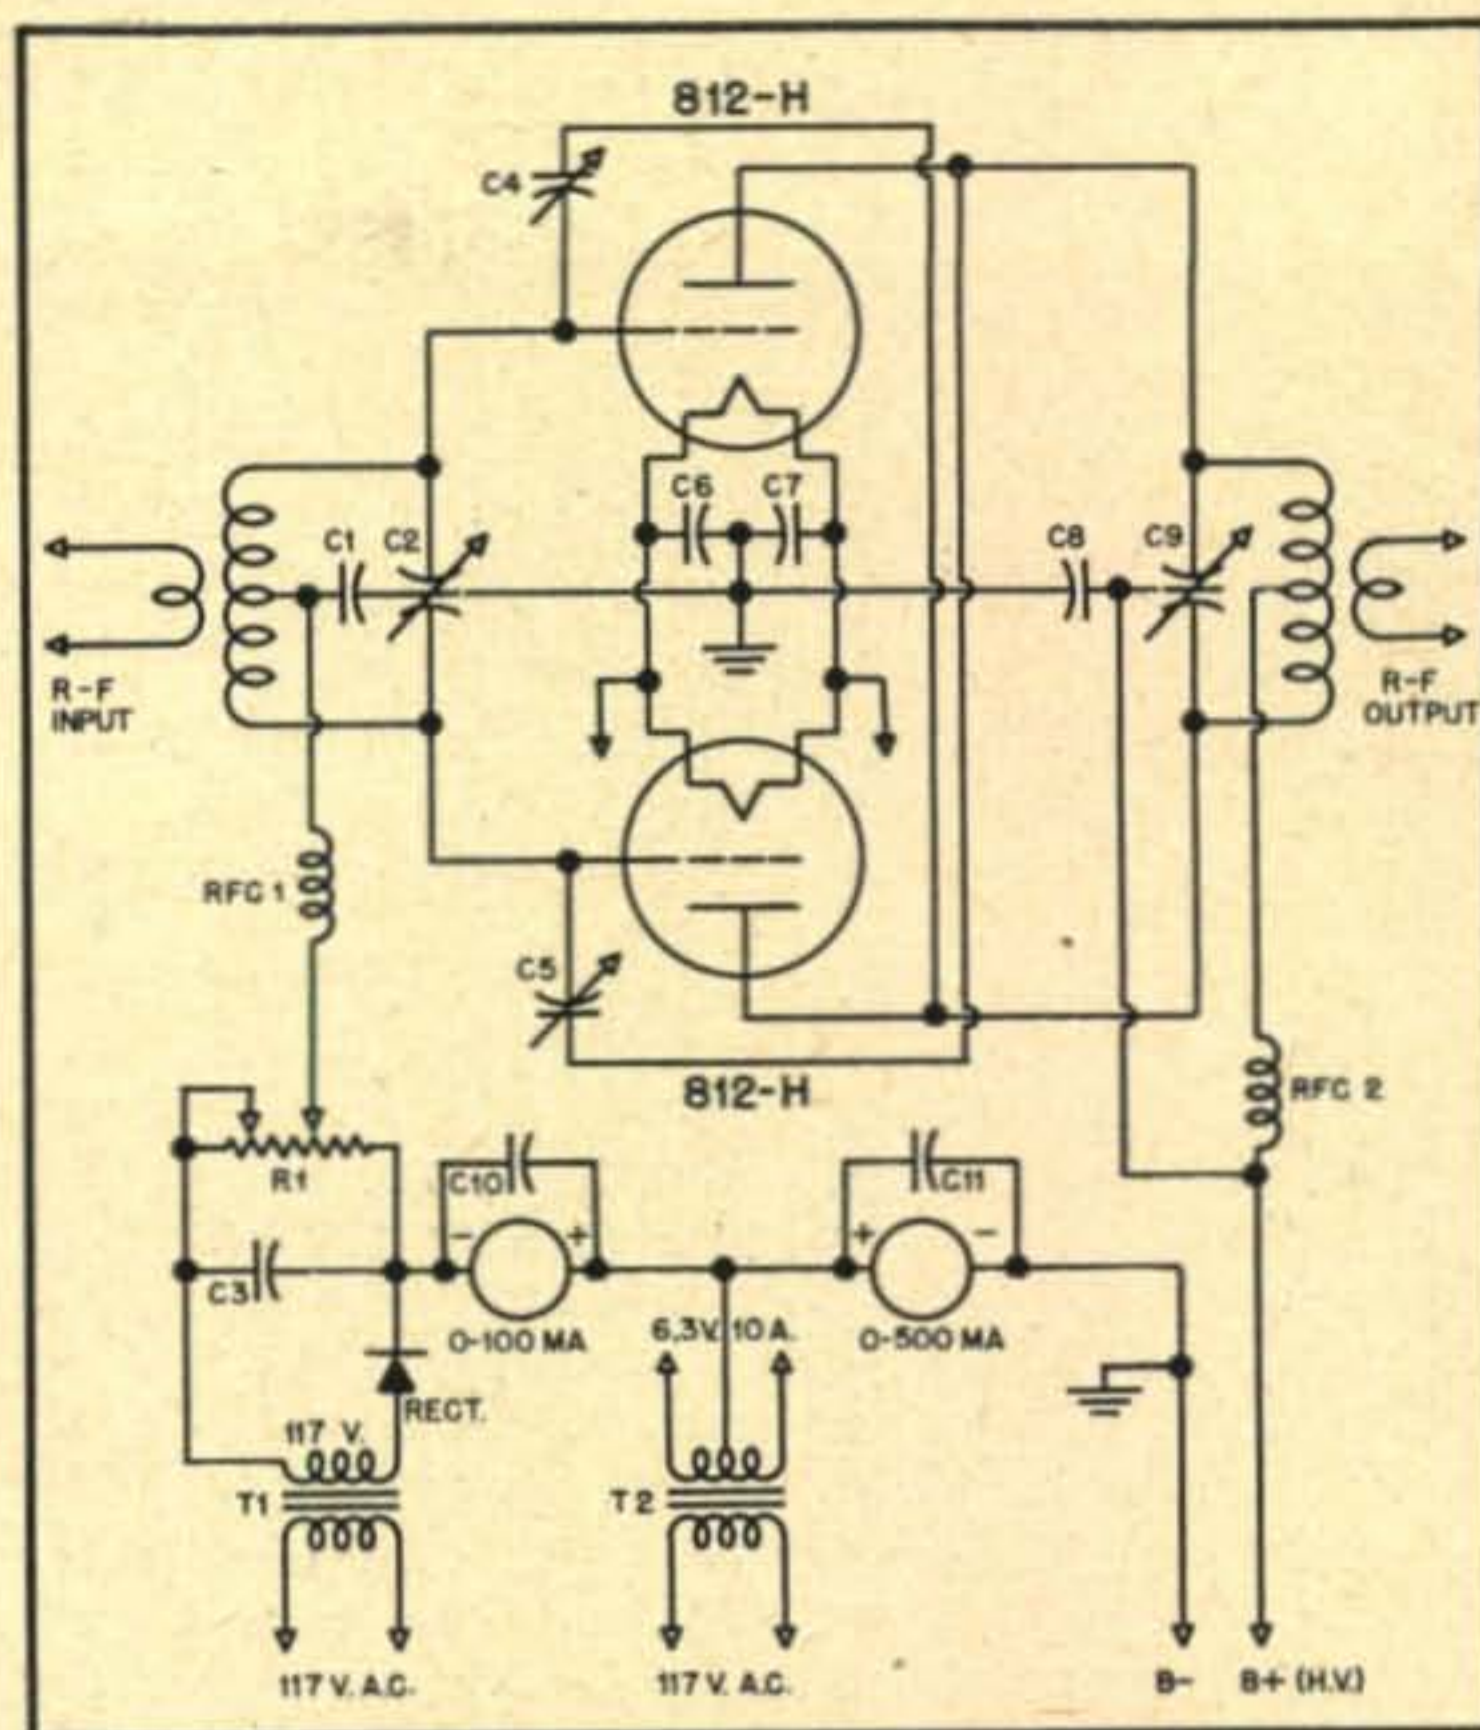 812-H
C4
C6 C7
C1 C2
C8 C9
R-F
INPUT
R-F
OUTPUT
RFC 1
C5
RFC 2
812-H
R1
C10
C11
- +
+ -
C3
0-100 MA
6,3V. 10 A.
0-500 MA
RECT.
117 V.
T1
T2
117 V. A.C.
117 V. A.C.
B-
B+ (H.V.)